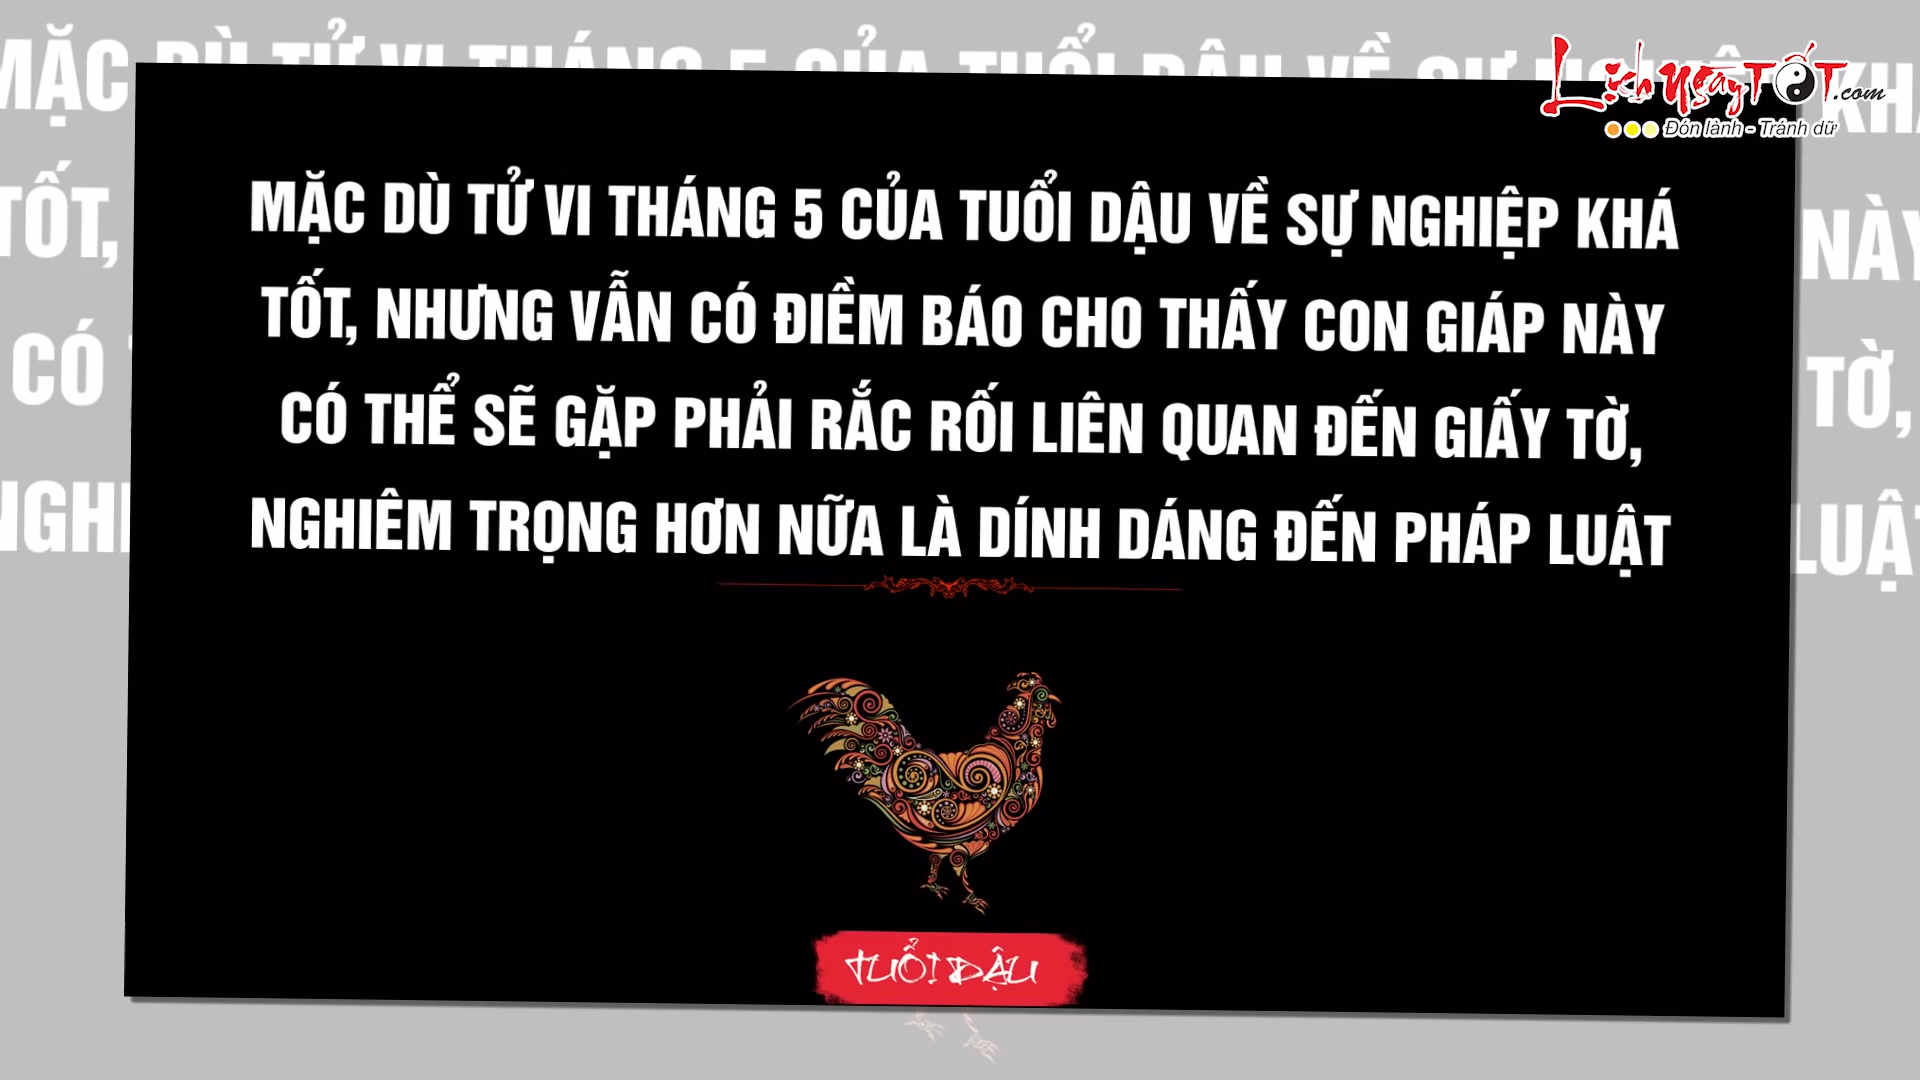 LịchngàyTỐT.com
Đón lành - Tránh dữ
MẶC DÙ TỬ VI THÁNG 5 CỦA TUỔI DẬU VỀ SỰ NGHIỆP KHÁ
TỐT, NHƯNG VẪN CÓ ĐIỀM BÁO CHO THẤY CON GIÁP NÀY
CÓ THỂ SẼ GẶP PHẢI RẮC RỐI LIÊN QUAN ĐẾN GIẤY TỜ,
NGHIÊM TRỌNG HƠN NỮA LÀ DÍNH DÁNG ĐẾN PHÁP LUẬT
TUỔI DẬU